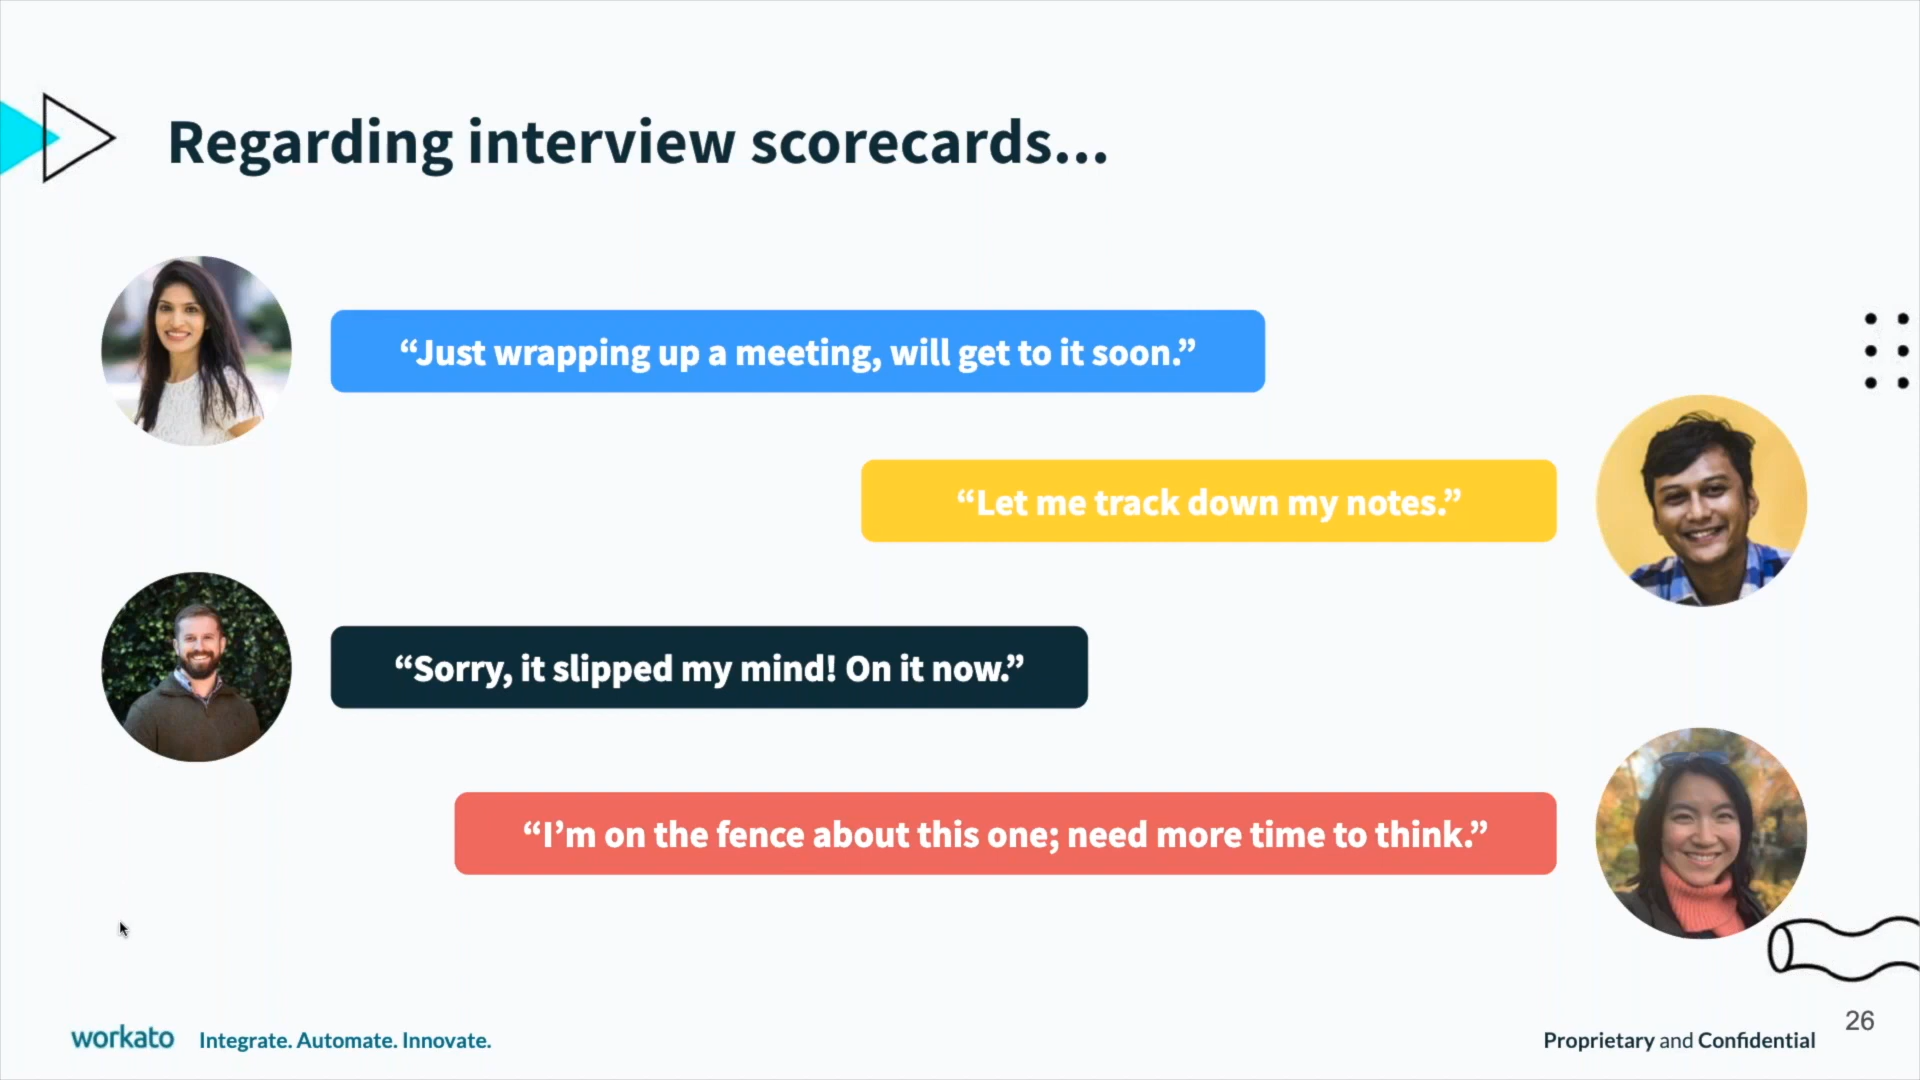 Regarding interview scorecards...
“Just wrapping up a meeting, will get to it soon.”
“Let me track down my notes.”
“Sorry, it slipped my mind! On it now.”
“I’m on the fence about this one; need more time to think.”
workato Integrate. Automate. Innovate.
Proprietary and Confidential
26